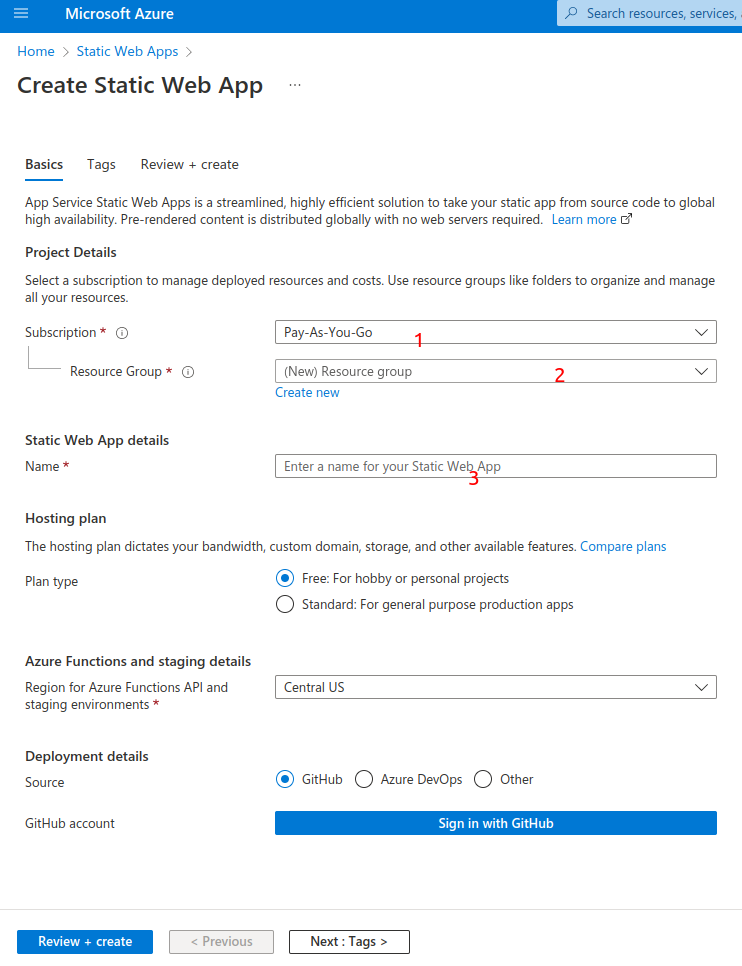 Microsoft Azure
Search resources, services,
Home > Static Web Apps >
Create Static Web App ...
Basics Tags Review + create
App Service Static Web Apps is a streamlined, highly efficient solution to take your static app from source code to global
high availability. Pre-rendered content is distributed globally with no web servers required. Learn more
Project Details
Select a subscription to manage deployed resources and costs. Use resource groups like folders to organize and manage
all your resources.
Subscription * Pay-As-You-Go
1
Resource Group * (New) Resource group
2
Create new
Static Web App details
Name * Enter a name for your Static Web App
3
Hosting plan
The hosting plan dictates your bandwidth, custom domain, storage, and other available features. Compare plans
Plan type Free: For hobby or personal projects
Standard: For general purpose production apps
Azure Functions and staging details
Region for Azure Functions API and
staging environments * Central US
Deployment details
Source GitHub Azure DevOps Other
GitHub account Sign in with GitHub
Review + create < Previous Next : Tags >